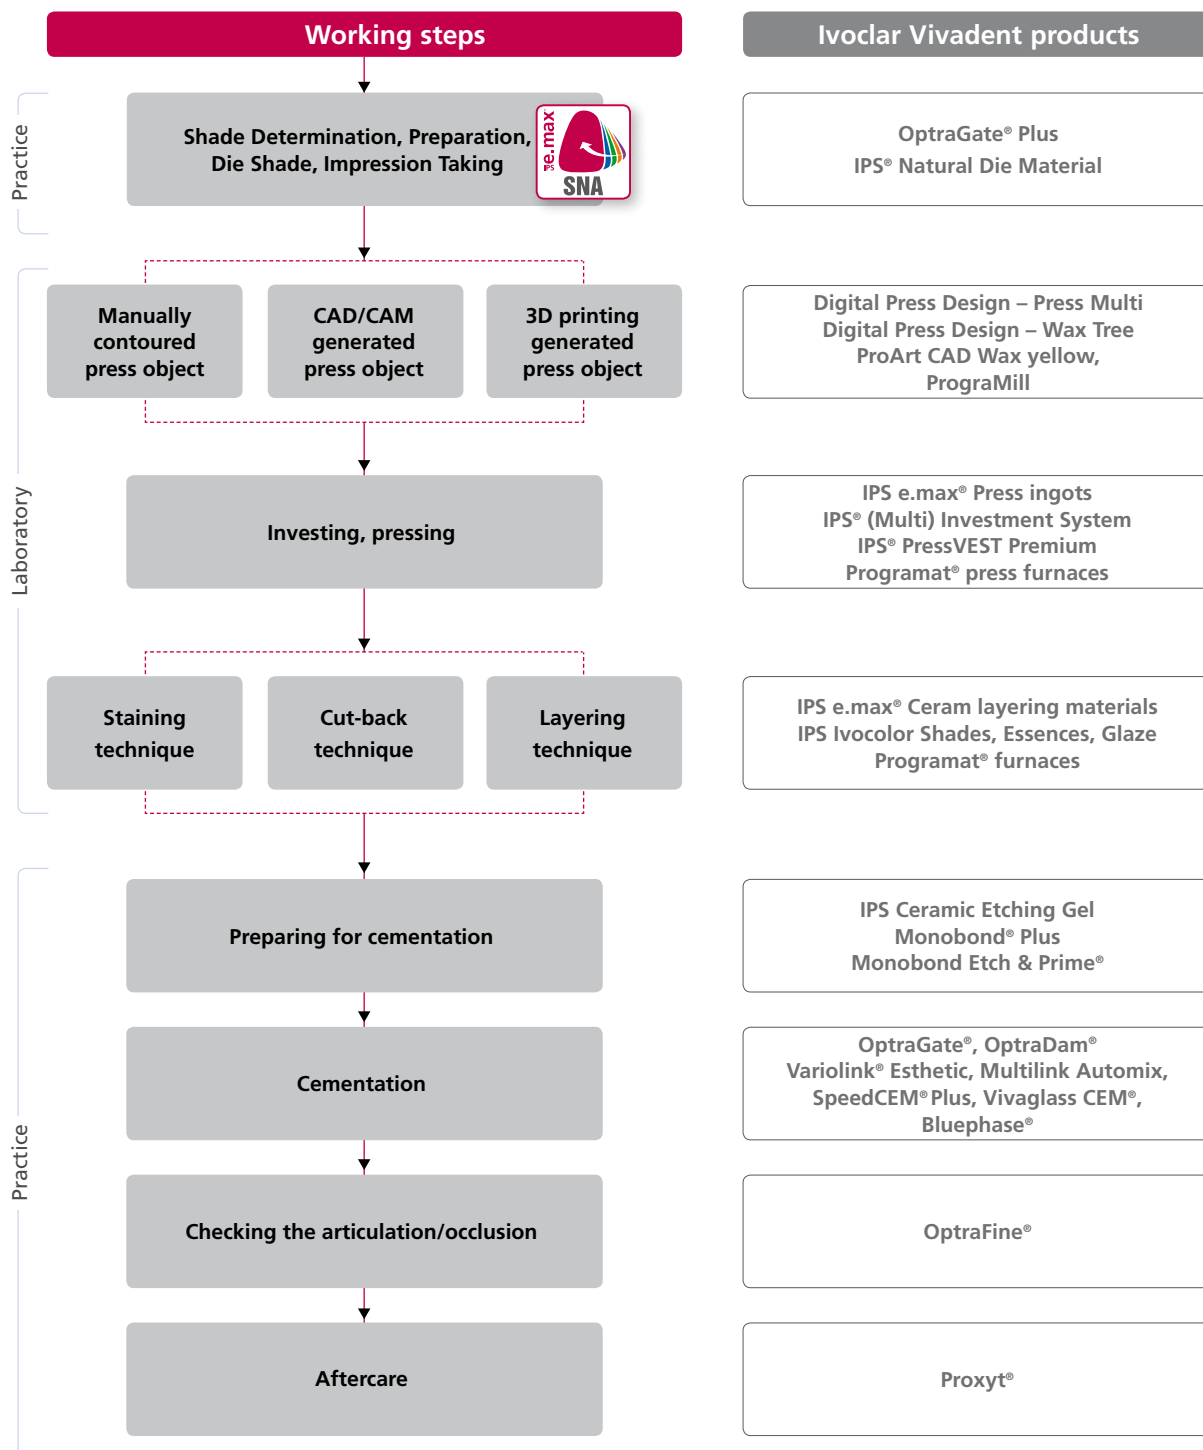 Working steps
Ivoclar Vivadent products
Practice
Shade Determination, Preparation,
Die Shade, Impression Taking
IPS e.max®
SNA
OptraGate® Plus
IPS® Natural Die Material
Laboratory
Manually
contoured
press object
CAD/CAM
generated
press object
3D printing
generated
press object
Digital Press Design – Press Multi
Digital Press Design – Wax Tree
ProArt CAD Wax yellow,
PrograMill
Investing, pressing
IPS e.max® Press ingots
IPS® (Multi) Investment System
IPS® PressVEST Premium
Programat® press furnaces
Staining
technique
Cut-back
technique
Layering
technique
IPS e.max® Ceram layering materials
IPS Ivocolor Shades, Essences, Glaze
Programat® furnaces
Practice
Preparing for cementation
IPS Ceramic Etching Gel
Monobond® Plus
Monobond Etch & Prime®
Cementation
OptraGate®, OptraDam®
Variolink® Esthetic, Multilink Automix,
SpeedCEM® Plus, Vivaglass CEM®,
Bluephase®
Checking the articulation/occlusion
OptraFine®
Aftercare
Proxyt®